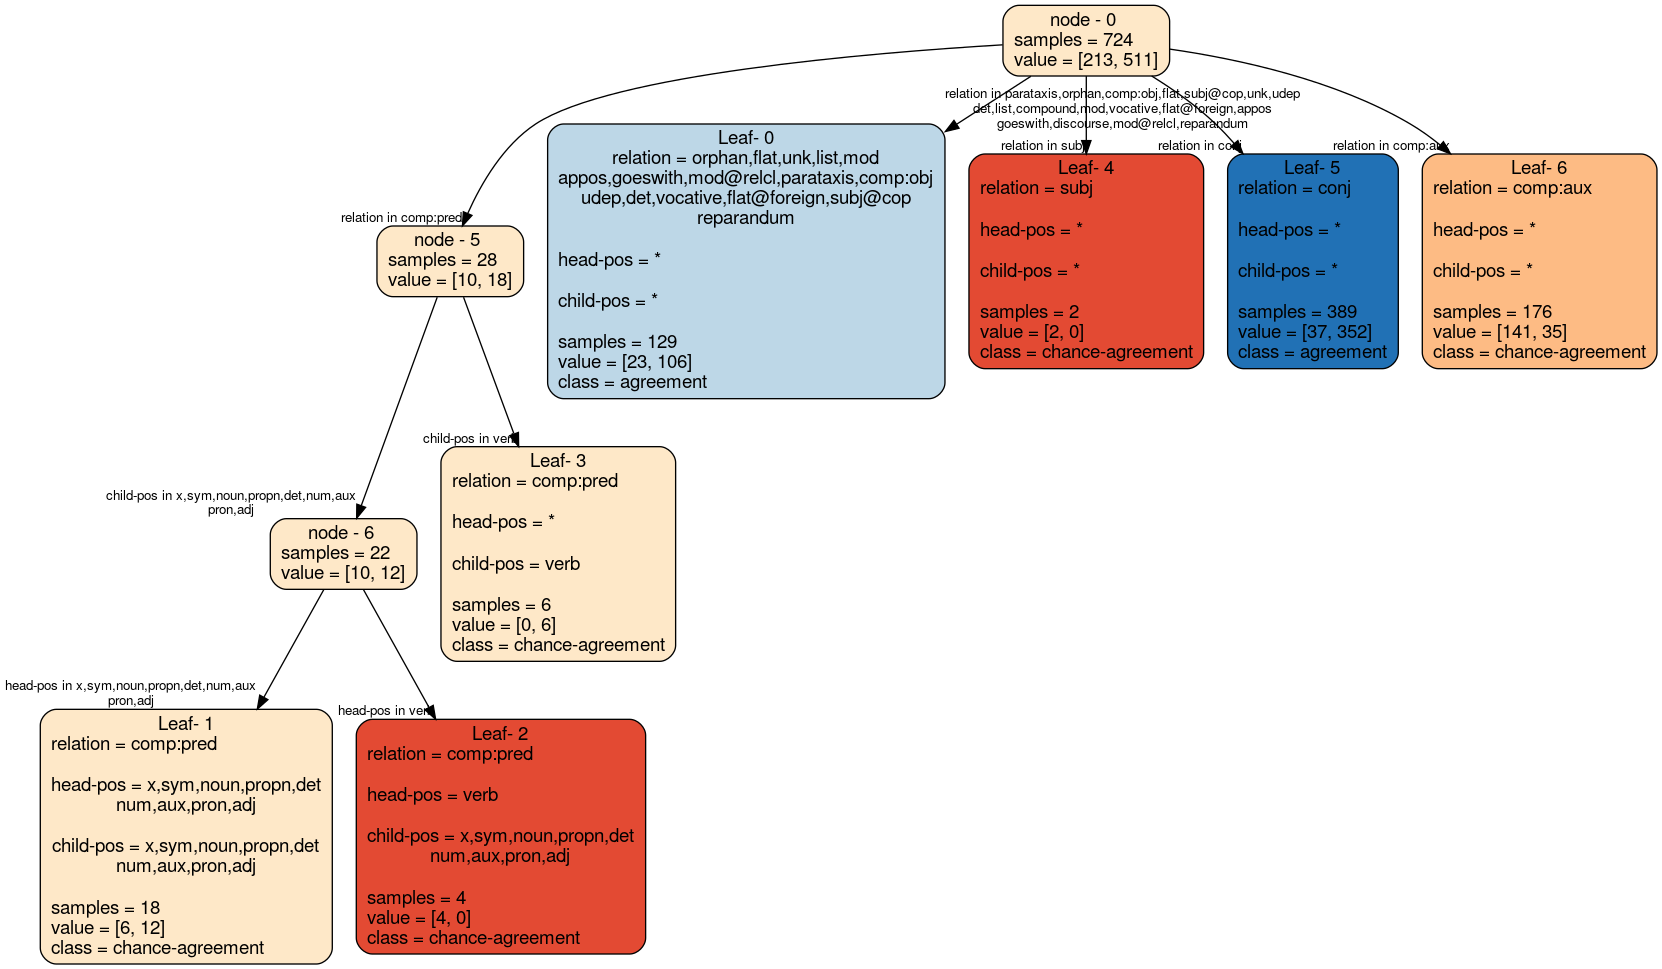 node - 0
samples = 724
value = [213, 511]
relation in parataxis,orphan,comp:obj,flat,subj@cop,unk,udep
det,list,compound,mod,vocative,flat@foreign,appos
goeswith,discourse,mod@relcl,reparandum
relation in subj
relation in conj
relation in comp:aux
relation in comp:pred
node - 5
samples = 28
value = [10, 18]
Leaf- 0
relation = orphan,flat,unk,list,mod
appos,goeswith,mod@relcl,parataxis,comp:obj
udep,det,vocative,flat@foreign,subj@cop
reparandum
head-pos = *
child-pos = *
samples = 129
value = [23, 106]
class = agreement
Leaf- 4
relation = subj
head-pos = *
child-pos = *
samples = 2
value = [2, 0]
class = chance-agreement
Leaf- 5
relation = conj
head-pos = *
child-pos = *
samples = 389
value = [37, 352]
class = agreement
Leaf- 6
relation = comp:aux
head-pos = *
child-pos = *
samples = 176
value = [141, 35]
class = chance-agreement
child-pos in verb
Leaf- 3
relation = comp:pred
head-pos = *
child-pos = verb
samples = 6
value = [0, 6]
class = chance-agreement
child-pos in x,sym,noun,propn,det,num,aux
pron,adj
node - 6
samples = 22
value = [10, 12]
head-pos in x,sym,noun,propn,det,num,aux
pron,adj
Leaf- 1
relation = comp:pred
head-pos = x,sym,noun,propn,det
num,aux,pron,adj
child-pos = x,sym,noun,propn,det
num,aux,pron,adj
samples = 18
value = [6, 12]
class = chance-agreement
head-pos in verb
Leaf- 2
relation = comp:pred
head-pos = verb
child-pos = x,sym,noun,propn,det
num,aux,pron,adj
samples = 4
value = [4, 0]
class = chance-agreement